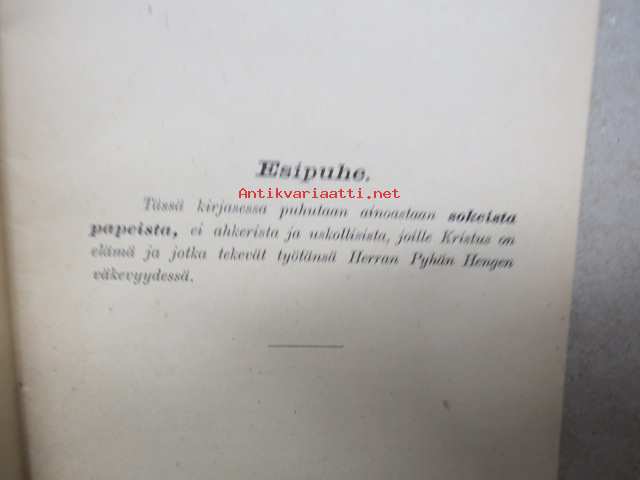 Esipuhe.
Antikvariaatti.net
Tässä kirjasessa puhutaan ainoastaan sokeista
papeista, ei ahkerista ja uskollisista, joille Kristus on
elämä ja jotka tekevät työtänsä Herran Pyhän Hengen
väkevyydessä.